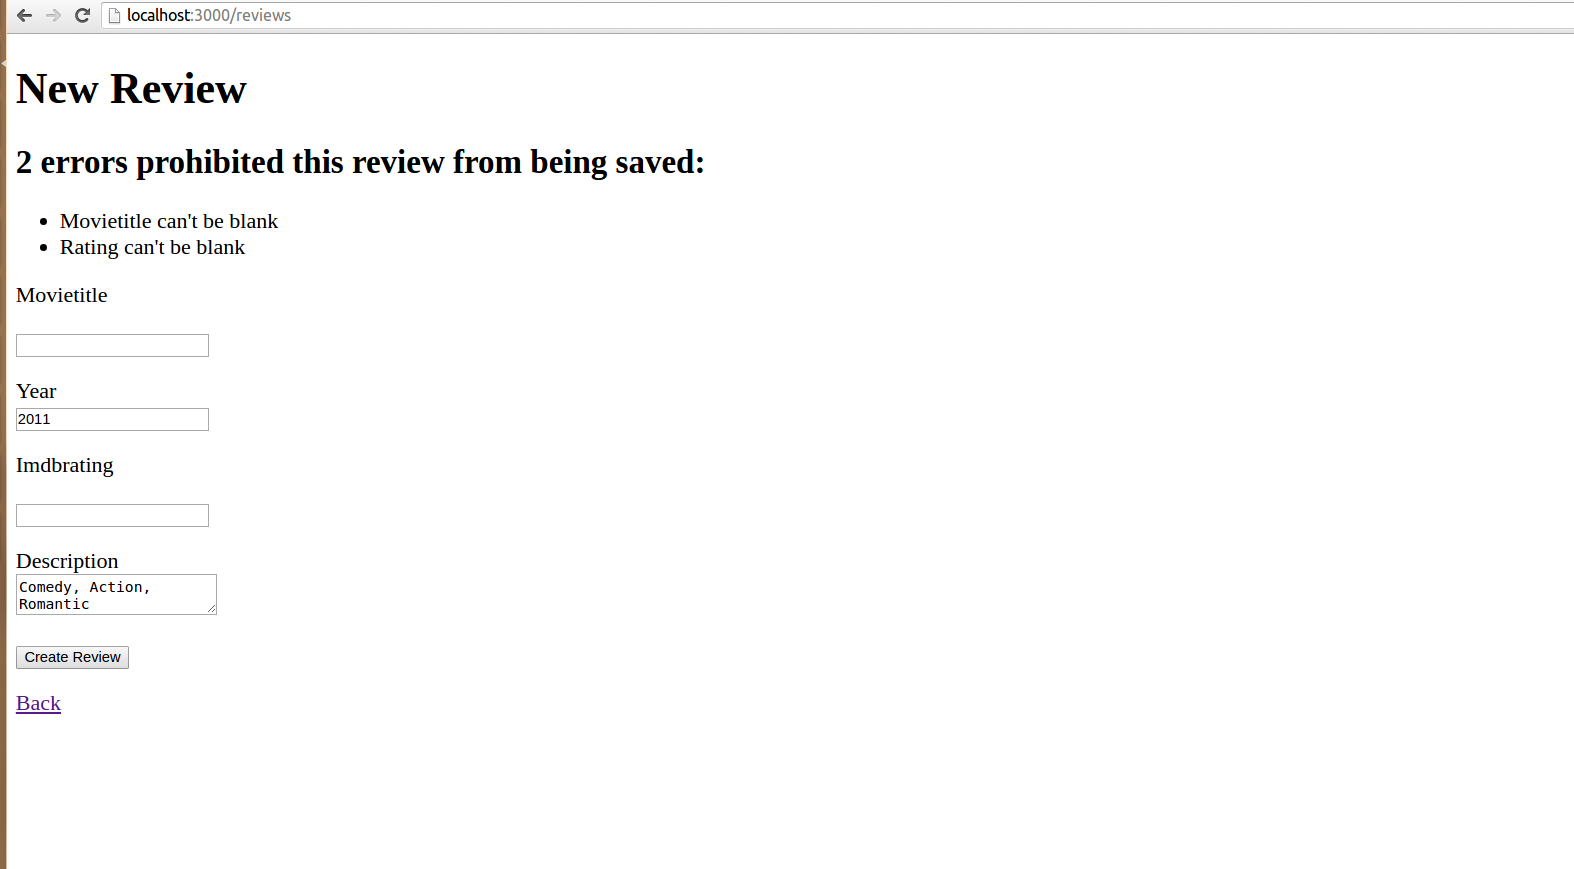 localhost:3000/reviews
New Review
2 errors prohibited this review from being saved:
Movietitle can't be blank
Rating can't be blank
Movietitle
Year
2011
Imdbrating
Description
Comedy, Action,
Romantic
Create Review
Back